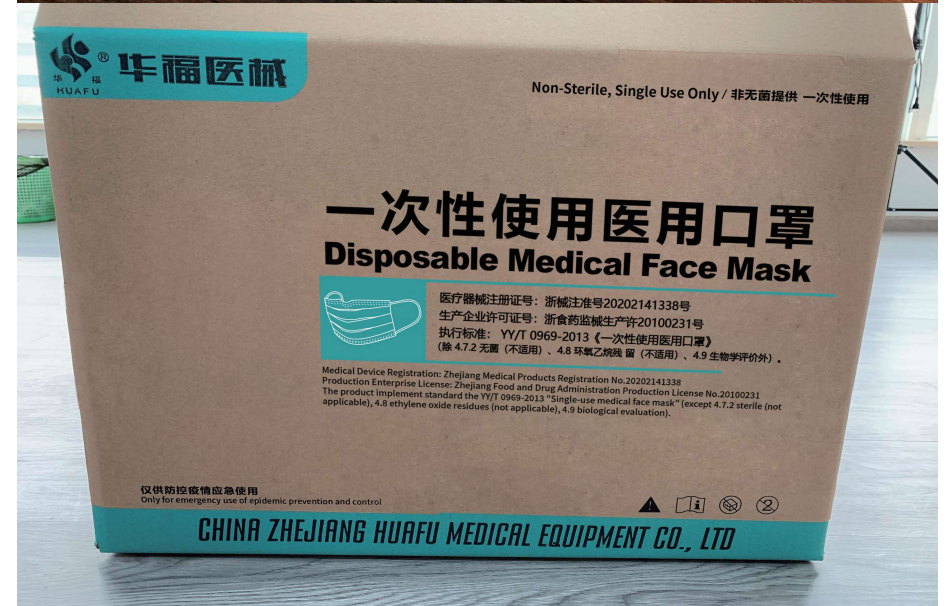 华福
HUAFU
®
华福医械
Non-Sterile, Single Use Only / 非无菌提供 一次性使用
一次性使用医用口罩
Disposable Medical Face Mask
医疗器械注册证号：浙械注准号20202141338号
生产企业许可证号：浙食药监械生产许20100231号
执行标准： YY/T 0969-2013《一次性使用医用口罩》
（除 4.7.2 无菌（不适用）、4.8 环氧乙烷残 留（不适用）、4.9 生物学评价外）。
Medical Device Registration: Zhejiang Medical Products Registration No.20202141338
Production Enterprise License: Zhejiang Food and Drug Administration Production License No.20100231
The product implement standard the YY/T 0969-2013 "Single-use medical face mask" (except 4.7.2 sterile (not
applicable), 4.8 ethylene oxide residues (not applicable), 4.9 biological evaluation).
仅供防控疫情应急使用
Only for emergency use of epidemic prevention and control
CHINA ZHEJIANG HUAFU MEDICAL EQUIPMENT CO., LTD